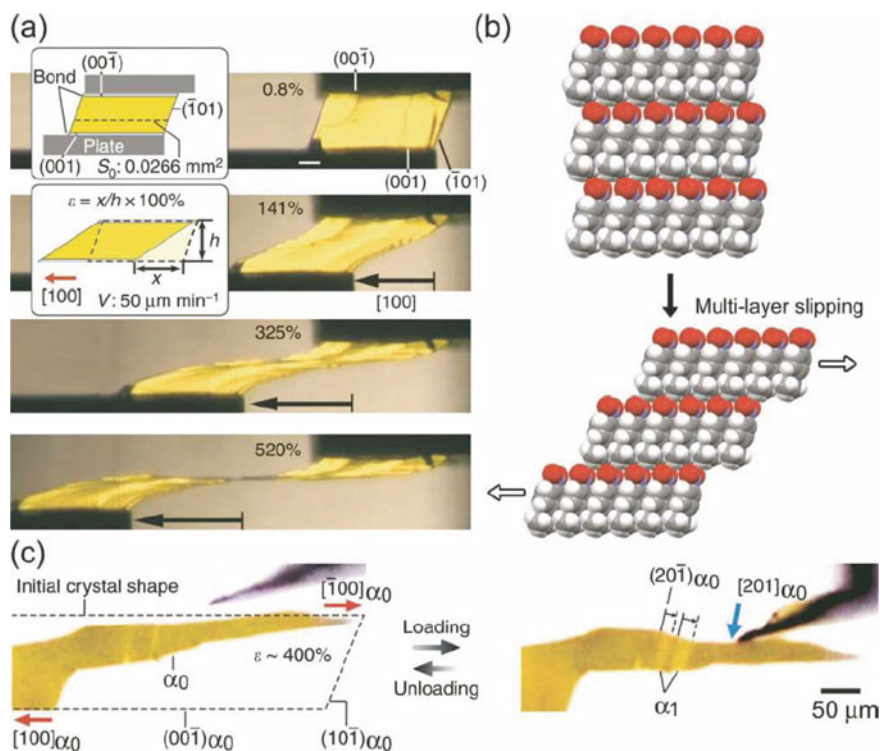 (a)
(001̅)
Bond
(1̅01)
Plate
(001)
S₀: 0.0266 mm²
(001̅)
0.8%
(001)
(1̅01)
ε = x/h × 100%
h
x
[100]
V: 50 μm min⁻¹
141%
[100]
325%
520%
(b)
Multi-layer slipping
(c)
Initial crystal shape
[1̅00]α0
ε ~ 400%
α0
[100]α0
(001̅)α0
(101̅)α0
Loading
Unloading
(201̅)α0
[201]α0
α1
50 μm